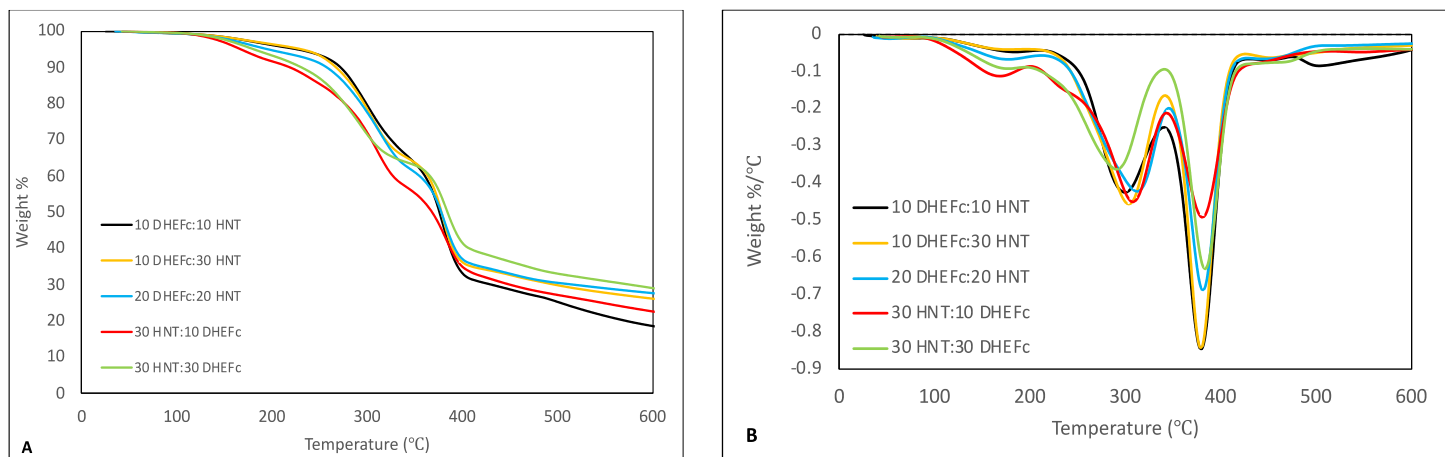 100
90
80
70
60
50
40
30
20
10
0
Weight %
10 DHEFc:10 HNT
10 DHEFc:30 HNT
20 DHEFc:20 HNT
30 HNT:10 DHEFc
30 HNT:30 DHEFc
0 100 200 300 400 500 600
Temperature (℃)
A
0
-0.1
-0.2
-0.3
-0.4
-0.5
-0.6
-0.7
-0.8
-0.9
Weight %/℃
10 DHEFc:10 HNT
10 DHEFc:30 HNT
20 DHEFc:20 HNT
30 HNT:10 DHEFc
30 HNT:30 DHEFc
0 100 200 300 400 500 600
Temperature (℃)
B